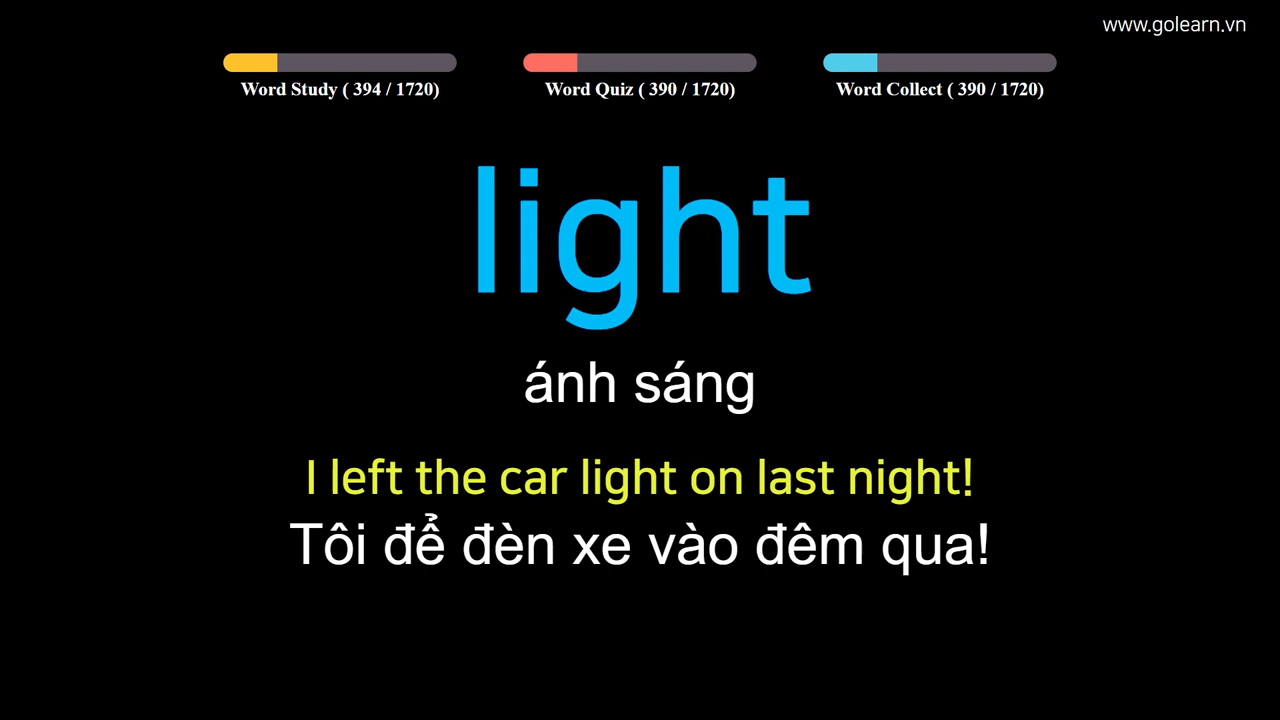 www.golearn.vn
Word Study ( 394 / 1720)
Word Quiz ( 390 / 1720)
Word Collect ( 390 / 1720)
light
ánh sáng
I left the car light on last night!
Tôi để đèn xe vào đêm qua!